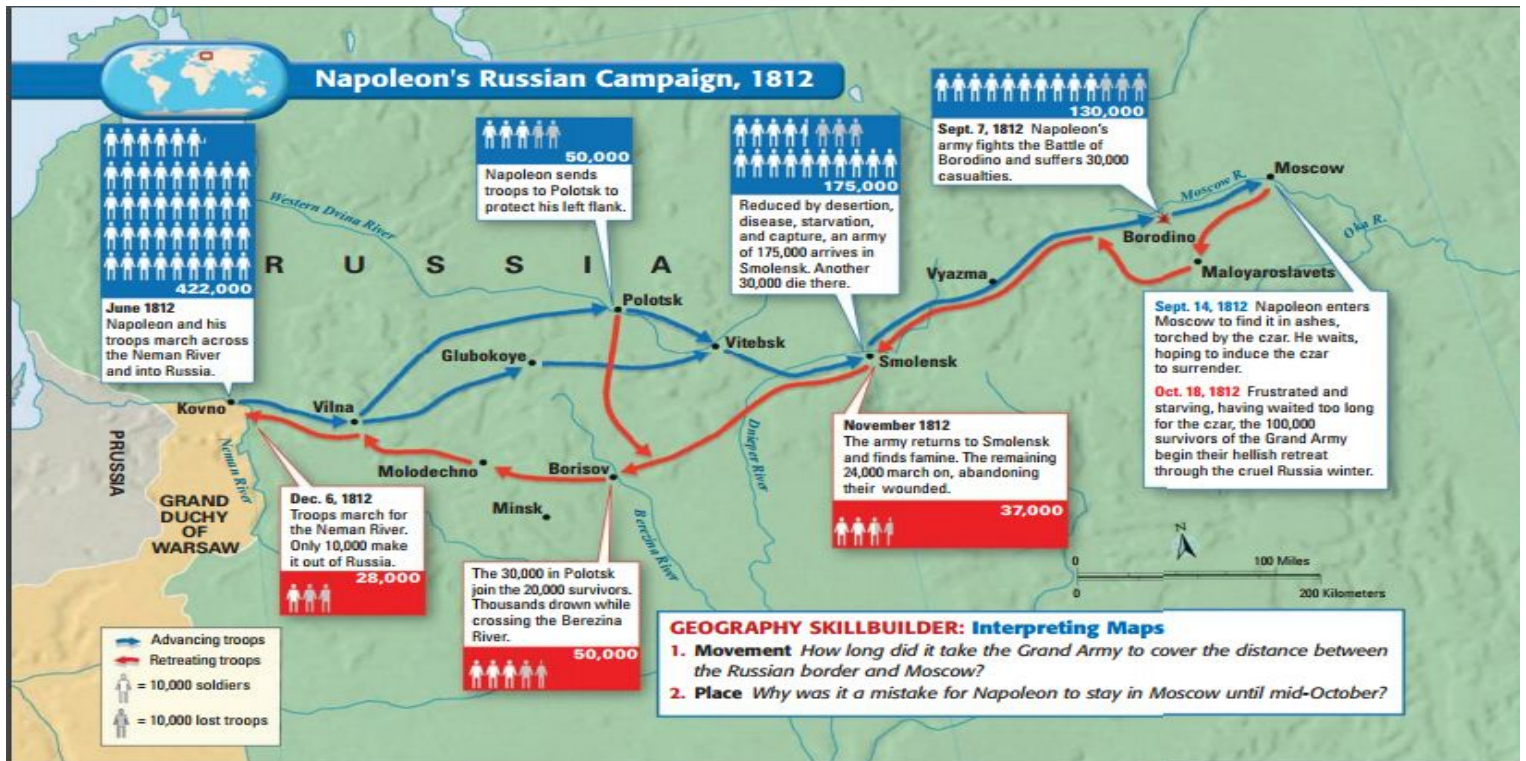 Napoleon's Russian Campaign, 1812
422,000
June 1812
Napoleon and his
troops march across
the Neman River
and into Russia.
50,000
Napoleon sends
troops to Polotsk to
protect his left flank.
175,000
Reduced by desertion,
disease, starvation,
and capture, an army
of 175,000 arrives in
Smolensk. Another
30,000 die there.
130,000
Sept. 7, 1812 Napoleon's
army fights the Battle of
Borodino and suffers 30,000
casualties.
Moscow
Moscow R.
Oka R.
Borodino
Maloyaroslavets
Western Dvina River
RUSSIA
Vyazma
Polotsk
Vitebsk
Glubokoye
Smolensk
Kovno
Vilna
Sept. 14, 1812 Napoleon enters
Moscow to find it in ashes,
torched by the czar. He waits,
hoping to induce the czar
to surrender.
Oct. 18, 1812 Frustrated and
starving, having waited too long
for the czar, the 100,000
survivors of the Grand Army
begin their hellish retreat
through the cruel Russia winter.
PRUSSIA
Neman River
Molodechno
Borisov
Minsk
Dnieper River
Berezina River
GRAND
DUCHY
OF
WARSAW
November 1812
The army returns to Smolensk
and finds famine. The remaining
24,000 march on, abandoning
their wounded.
37,000
Dec. 6, 1812
Troops march for
the Neman River.
Only 10,000 make
it out of Russia.
28,000
The 30,000 in Polotsk
join the 20,000 survivors.
Thousands drown while
crossing the Berezina
River.
50,000
N
0 100 Miles
0 200 Kilometers
Advancing troops
Retreating troops
= 10,000 soldiers
= 10,000 lost troops
GEOGRAPHY SKILLBUILDER: Interpreting Maps
1. Movement How long did it take the Grand Army to cover the distance between
the Russian border and Moscow?
2. Place Why was it a mistake for Napoleon to stay in Moscow until mid-October?